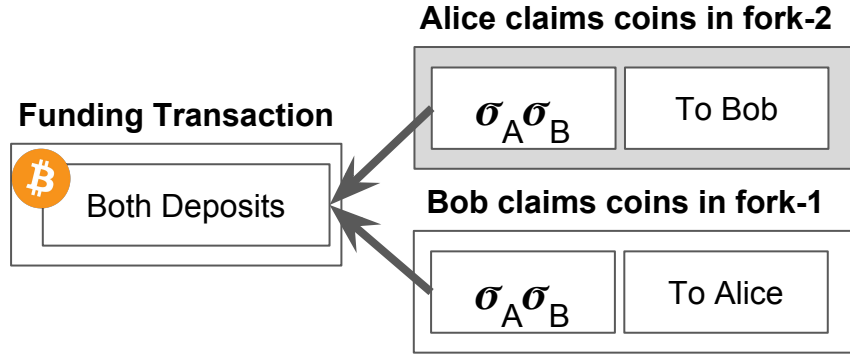 Alice claims coins in fork-2
σAσB
To Bob
Funding Transaction
₿
Both Deposits
Bob claims coins in fork-1
σAσB
To Alice